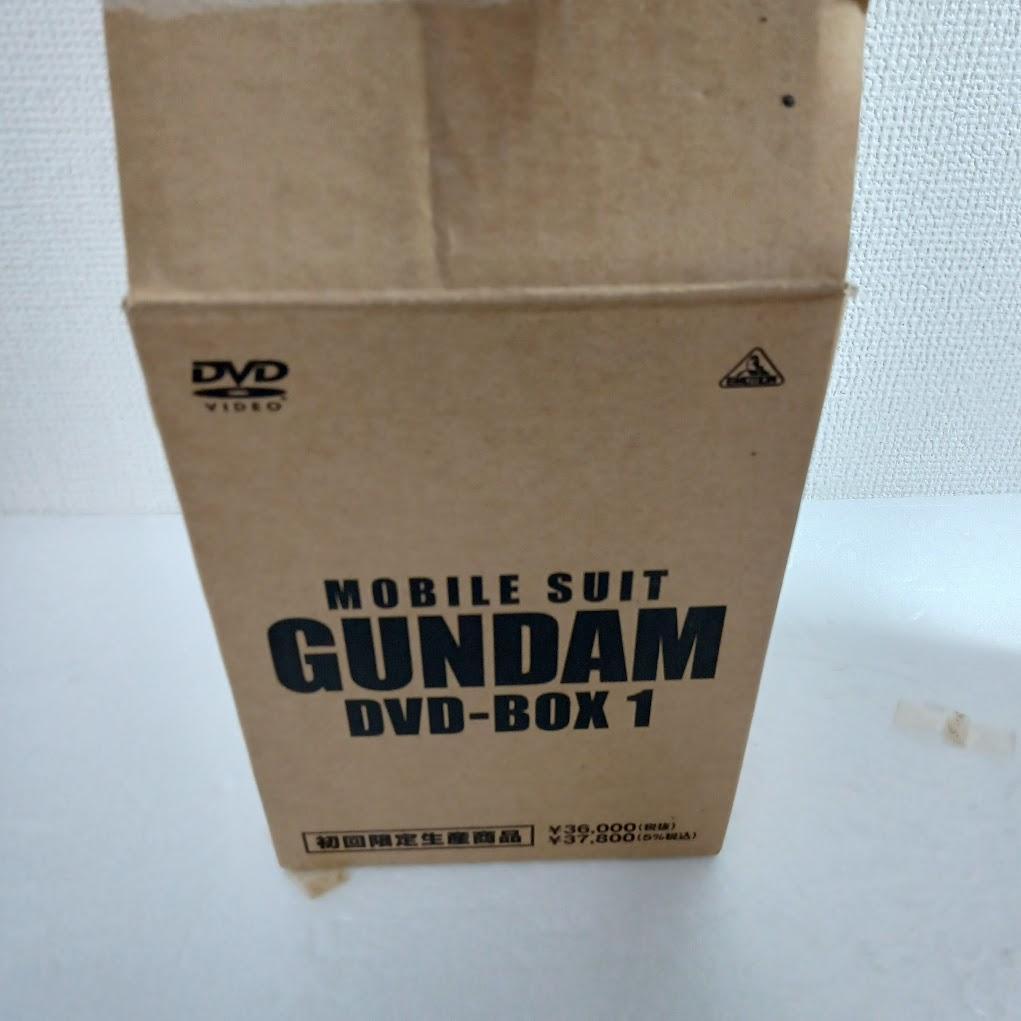 DVD
VIDEO
MOBILE SUIT
GUNDAM
DVD-BOX 1
初回限定生産商品
¥36,000(税抜)
¥37,800(5%税込)